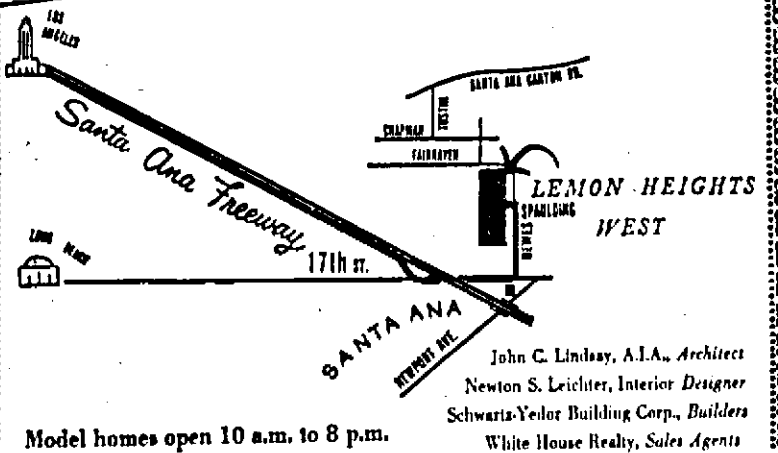 LOS
ANGELES
SANTA ANA CANYON RD.
TUSTIN
CHAPMAN
FAIRHAVEN
Santa Ana Freeway
LEMON HEIGHTS
WEST
SPAULDING
HEWES
LONG BEACH
17th ST.
SANTA ANA
NEWPORT AVE.
John C. Lindsay, A.I.A., Architect
Newton S. Leichter, Interior Designer
Schwartz-Yedor Building Corp., Builders
White House Realty, Sales Agents
Model homes open 10 a.m. to 8 p.m.